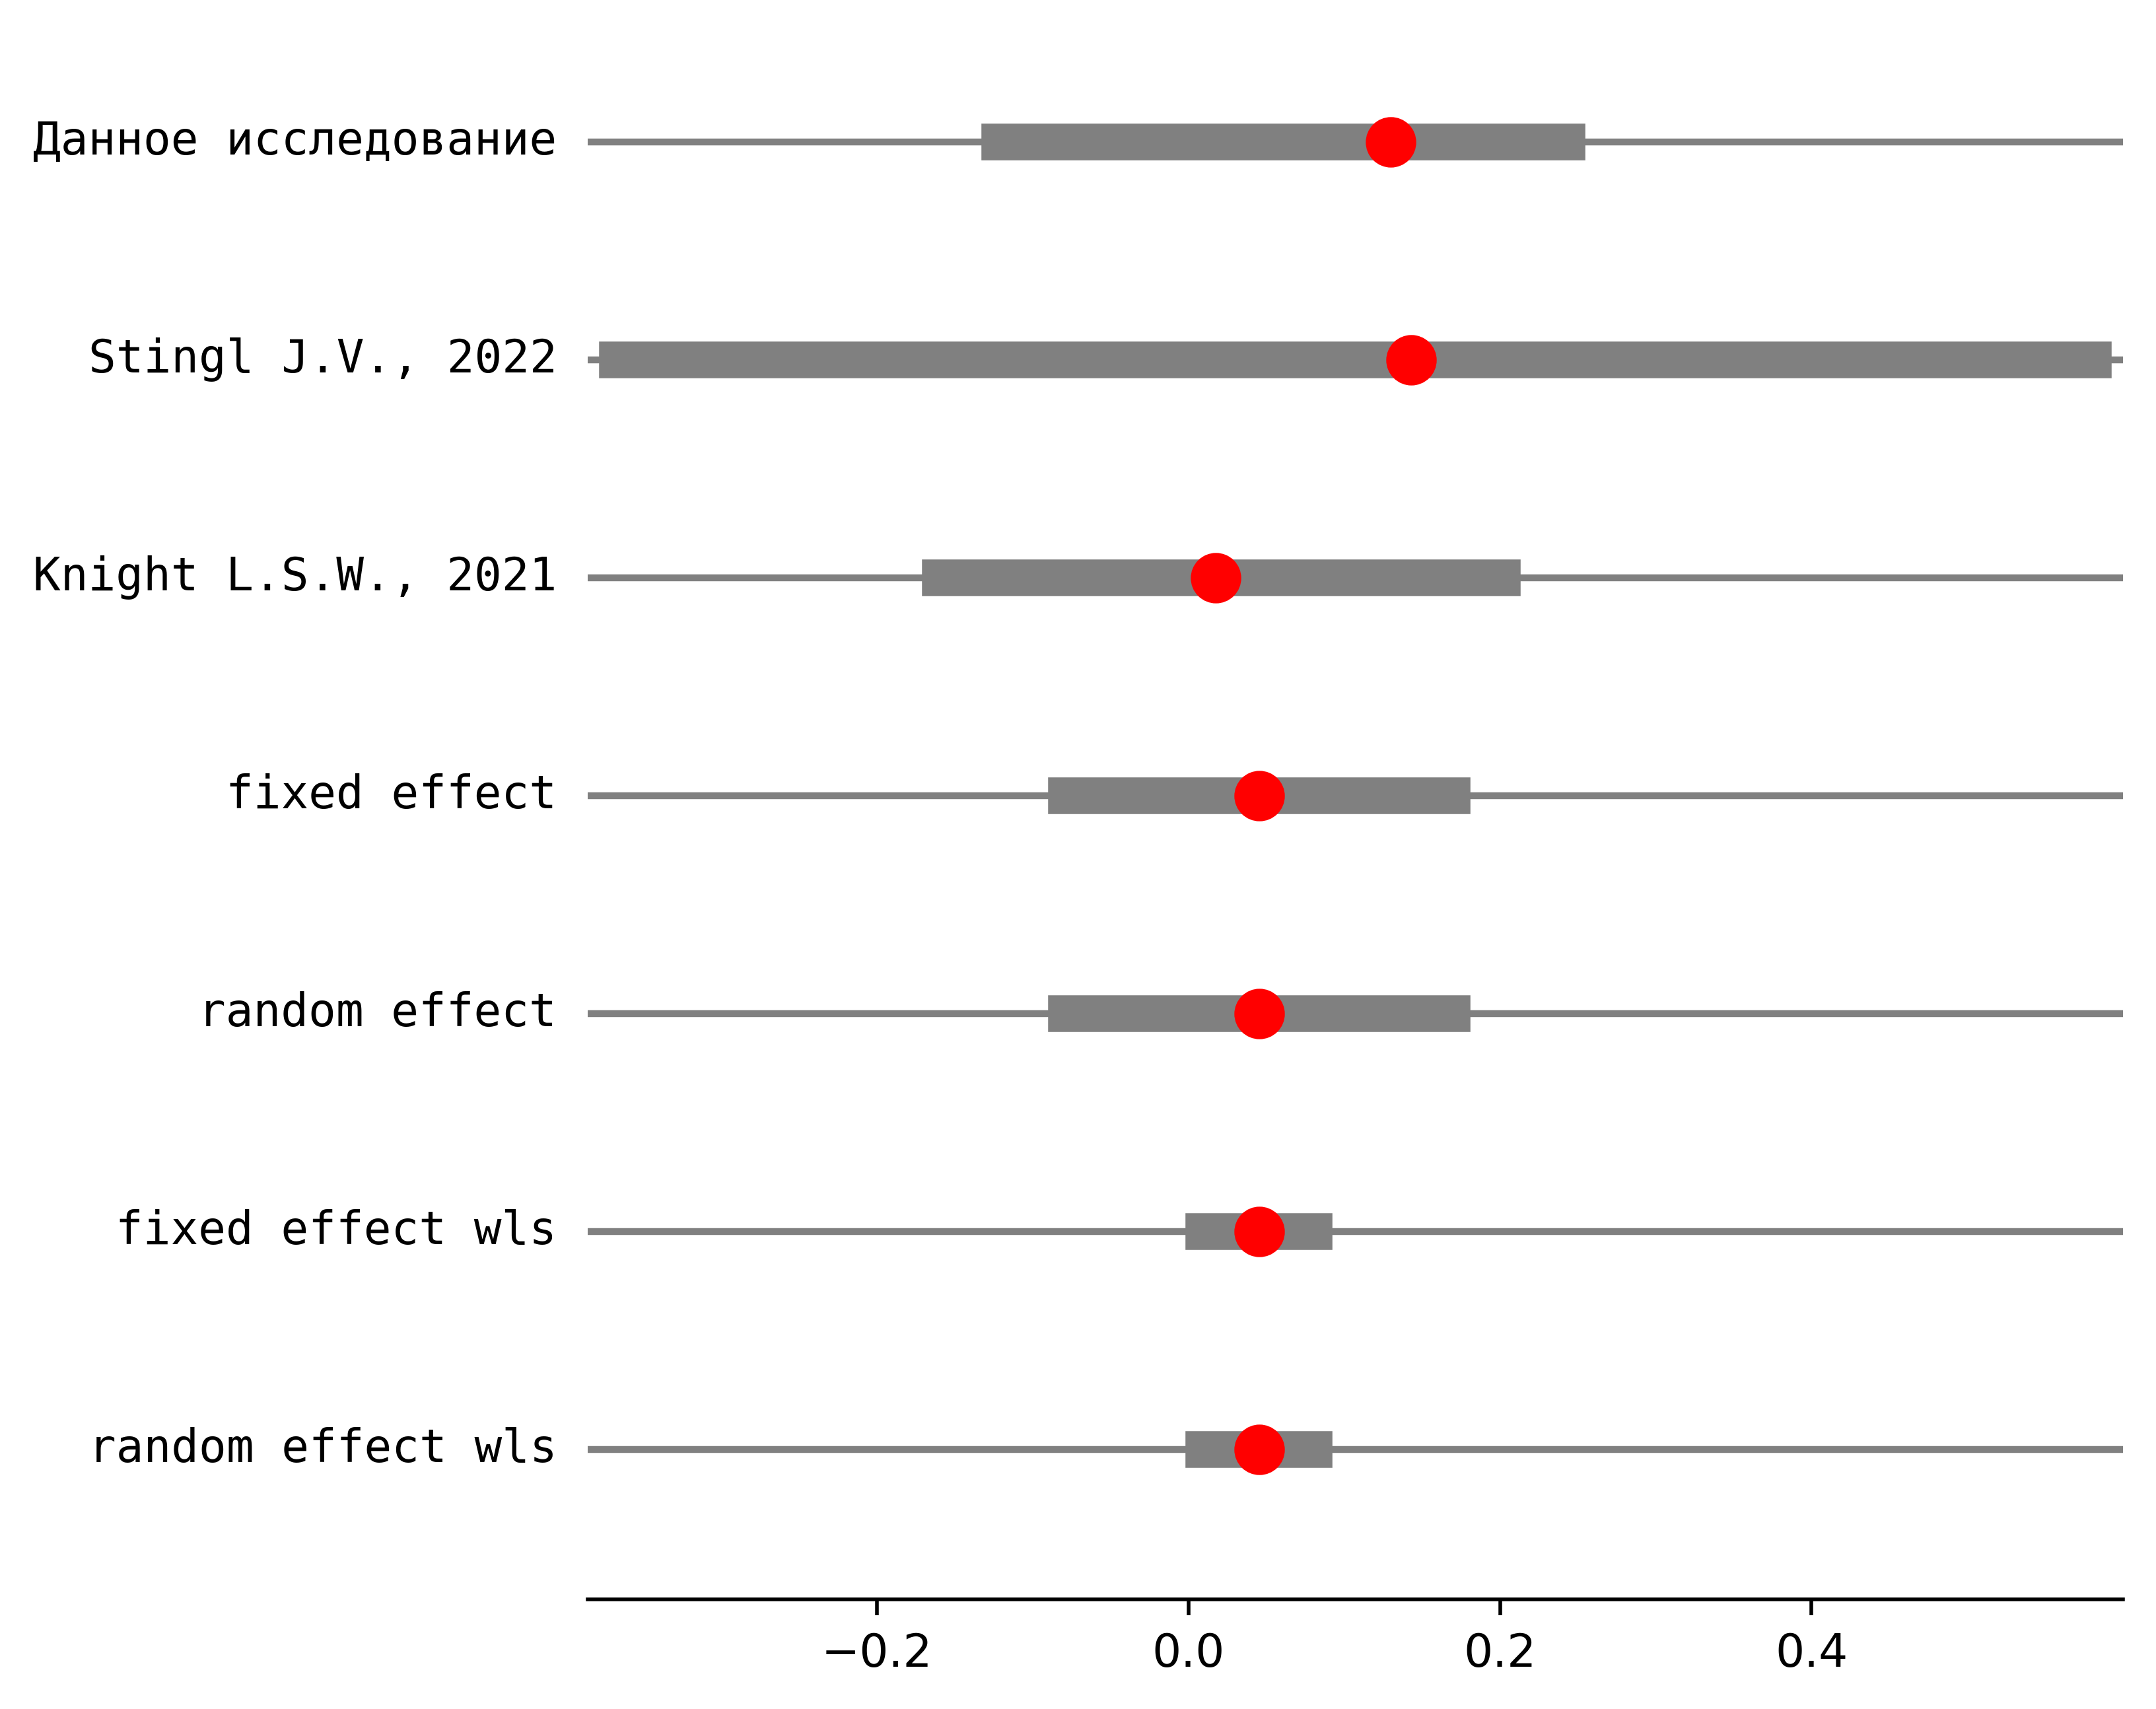 Данное исследование
Stingl J.V., 2022
Knight L.S.W., 2021
fixed effect
random effect
fixed effect wls
random effect wls
−0.2 0.0 0.2 0.4